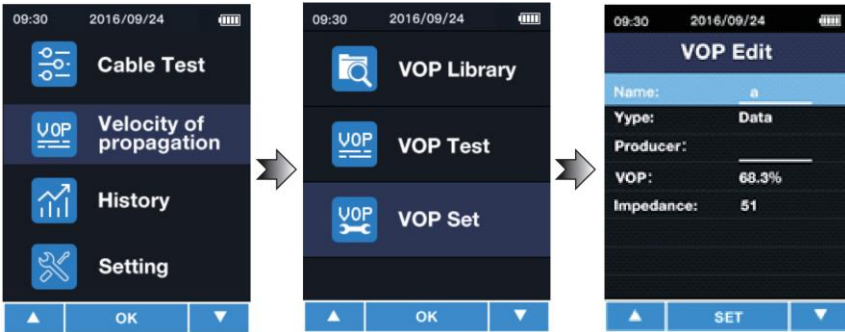 09:30 2016/09/24
Cable Test
VOP
Velocity of
propagation
History
Setting
OK
09:30 2016/09/24
VOP Library
VOP
VOP Test
VOP
VOP Set
OK
09:30 2016/09/24
VOP Edit
Name: a
Yype: Data
Producer:
VOP: 68.3%
Impedance: 51
SET